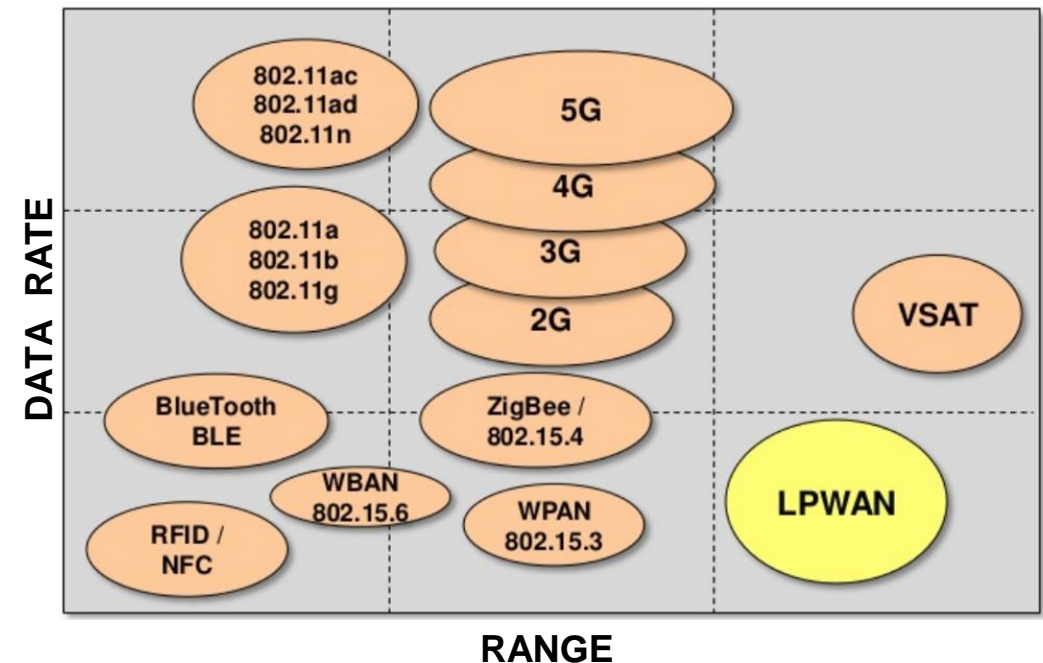 802.11ac
802.11ad
802.11n
5G
4G
802.11a
802.11b
802.11g
3G
2G
VSAT
BlueTooth
BLE
ZigBee /
802.15.4
WBAN
802.15.6
WPAN
802.15.3
LPWAN
RFID /
NFC
DATA RATE
RANGE